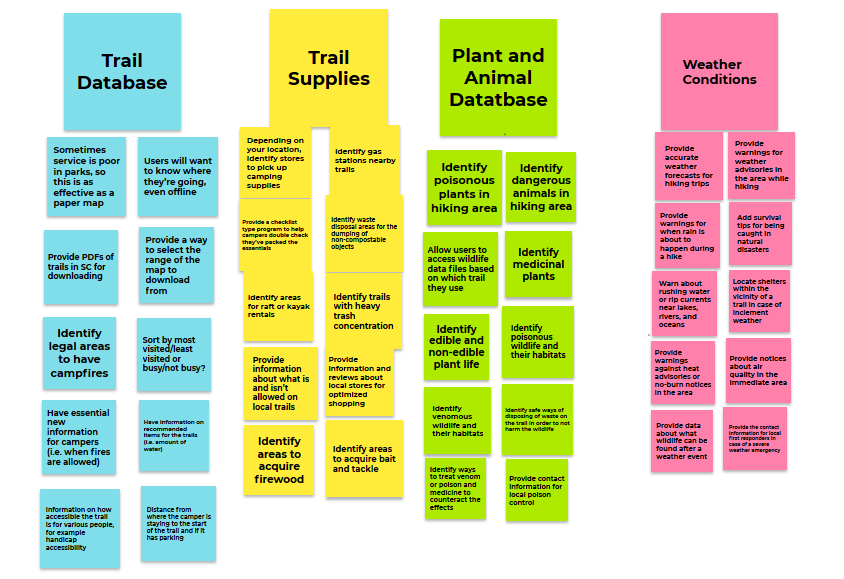 Trail
Database
Sometimes
service is poor
in parks, so
this is as
effective as a
paper map
Users will want
to know where
they're going,
even offline
Provide PDFs of
trails in SC for
downloading
Provide a way
to select the
range of the
map to
download
from
Identify
legal areas
to have
campfires
Sort by most
visited/least
visited or
busy/not busy?
Have essential
new
information
for campers
(i.e. when fires
are allowed)
Have information on
recommended
items for the trails
(i.e. amount of
water)
Information on how
accessible the trail
is for various people,
for example
handicap
accessibility
Distance from
where the camper is
staying to the start
of the trail and if it
has parking
Trail
Supplies
Depending on
your location,
identify stores
to pick up
camping
supplies
Identify gas
stations nearby
trails
Provide a checklist
type program to help
campers double check
they've packed the
essentials
Identify waste
disposal areas for the
dumping of
non-compostable
objects
Identify areas
for raft or kayak
rentals
Identify trails
with heavy
trash
concentration
Provide
information
about what is
and isn't
allowed on
local trails
Provide
information and
reviews about
local stores for
optimized
shopping
Identify
areas to
acquire
firewood
Identify areas
to acquire bait
and tackle
Plant and
Animal
Datatbase
Identify
poisonous
plants in
hiking area
Identify
dangerous
animals in
hiking area
Allow users to
access wildlife
data files based
on which trail
they use
Identify
medicinal
plants
Identify
edible and
non-edible
plant life
Identify
poisonous
wildlife and
their habitats
Identify
venomous
wildlife and
their habitats
Identify safe ways of
disposing of waste on
the trail in order to not
harm the wildlife
Identify ways
to treat venom
or poison and
medicine to
counteract the
effects
Provide contact
information for
local poison
control
Weather
Conditions
Provide
accurate
weather
forecasts for
hiking trips
Provide
warnings for
weather
advisories in
the area while
hiking
Provide
warnings for
when rain is
about to
happen during
a hike
Add survival
tips for being
caught in
natural
disasters
Warn about
rushing water
or rip currents
near lakes,
rivers, and
oceans
Locate shelters
within the
vicinity of a
trail in case of
inclement
weather
Provide
warnings
against heat
advisories or
no-burn notices
in the area
Provide notices
about air
quality in the
immediate area
Provide data
about what
wildlife can be
found after a
weather event
Provide the contact
information for local
first responders in
case of a severe
weather emergency